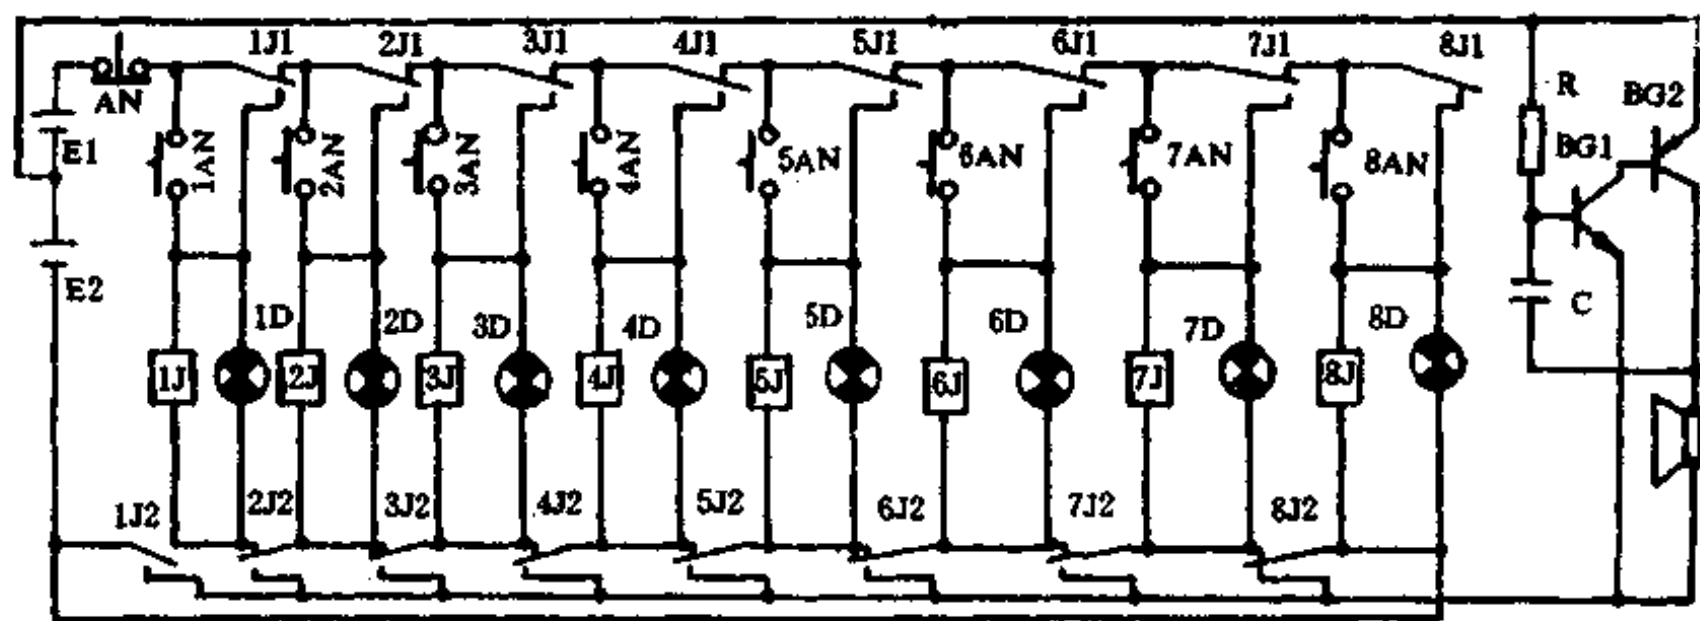 1J1 2J1 3J1 4J1 5J1 6J1 7J1 8J1
AN R BG2
E1 1AN 2AN 3AN 4AN 5AN 6AN 7AN 8AN BG1
E2 1D 2D 3D 4D 5D 6D 7D 8D C
1J 2J 3J 4J 5J 6J 7J 8J
1J2 2J2 3J2 4J2 5J2 6J2 7J2 8J2